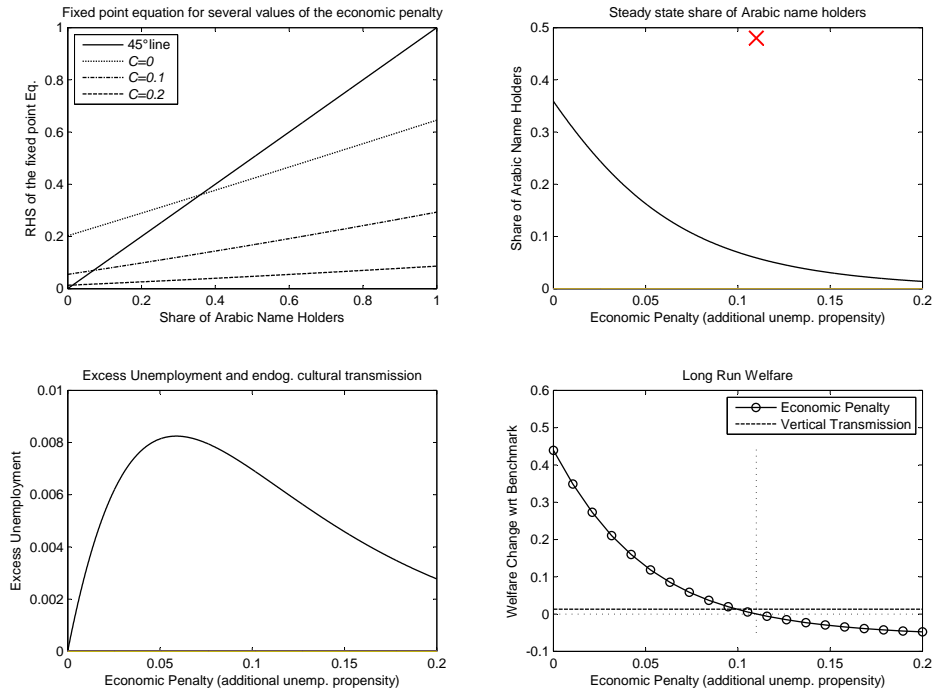 Fixed point equation for several values of the economic penalty
RHS of the fixed point Eq.
1
0.8
0.6
0.4
0.2
0
45°line
C=0
C=0.1
C=0.2
0 0.2 0.4 0.6 0.8 1
Share of Arabic Name Holders
Steady state share of Arabic name holders
Share of Arabic Name Holders
0.5
0.4
0.3
0.2
0.1
0
0 0.05 0.1 0.15 0.2
Economic Penalty (additional unemp. propensity)
Excess Unemployment and endog. cultural transmission
Excess Unemployment
0.01
0.008
0.006
0.004
0.002
0
0 0.05 0.1 0.15 0.2
Economic Penalty (additional unemp. propensity)
Long Run Welfare
Welfare Change wrt Benchmark
0.6
0.5
0.4
0.3
0.2
0.1
0
-0.1
Economic Penalty
Vertical Transmission
0 0.05 0.1 0.15 0.2
Economic Penalty (additional unemp. propensity)